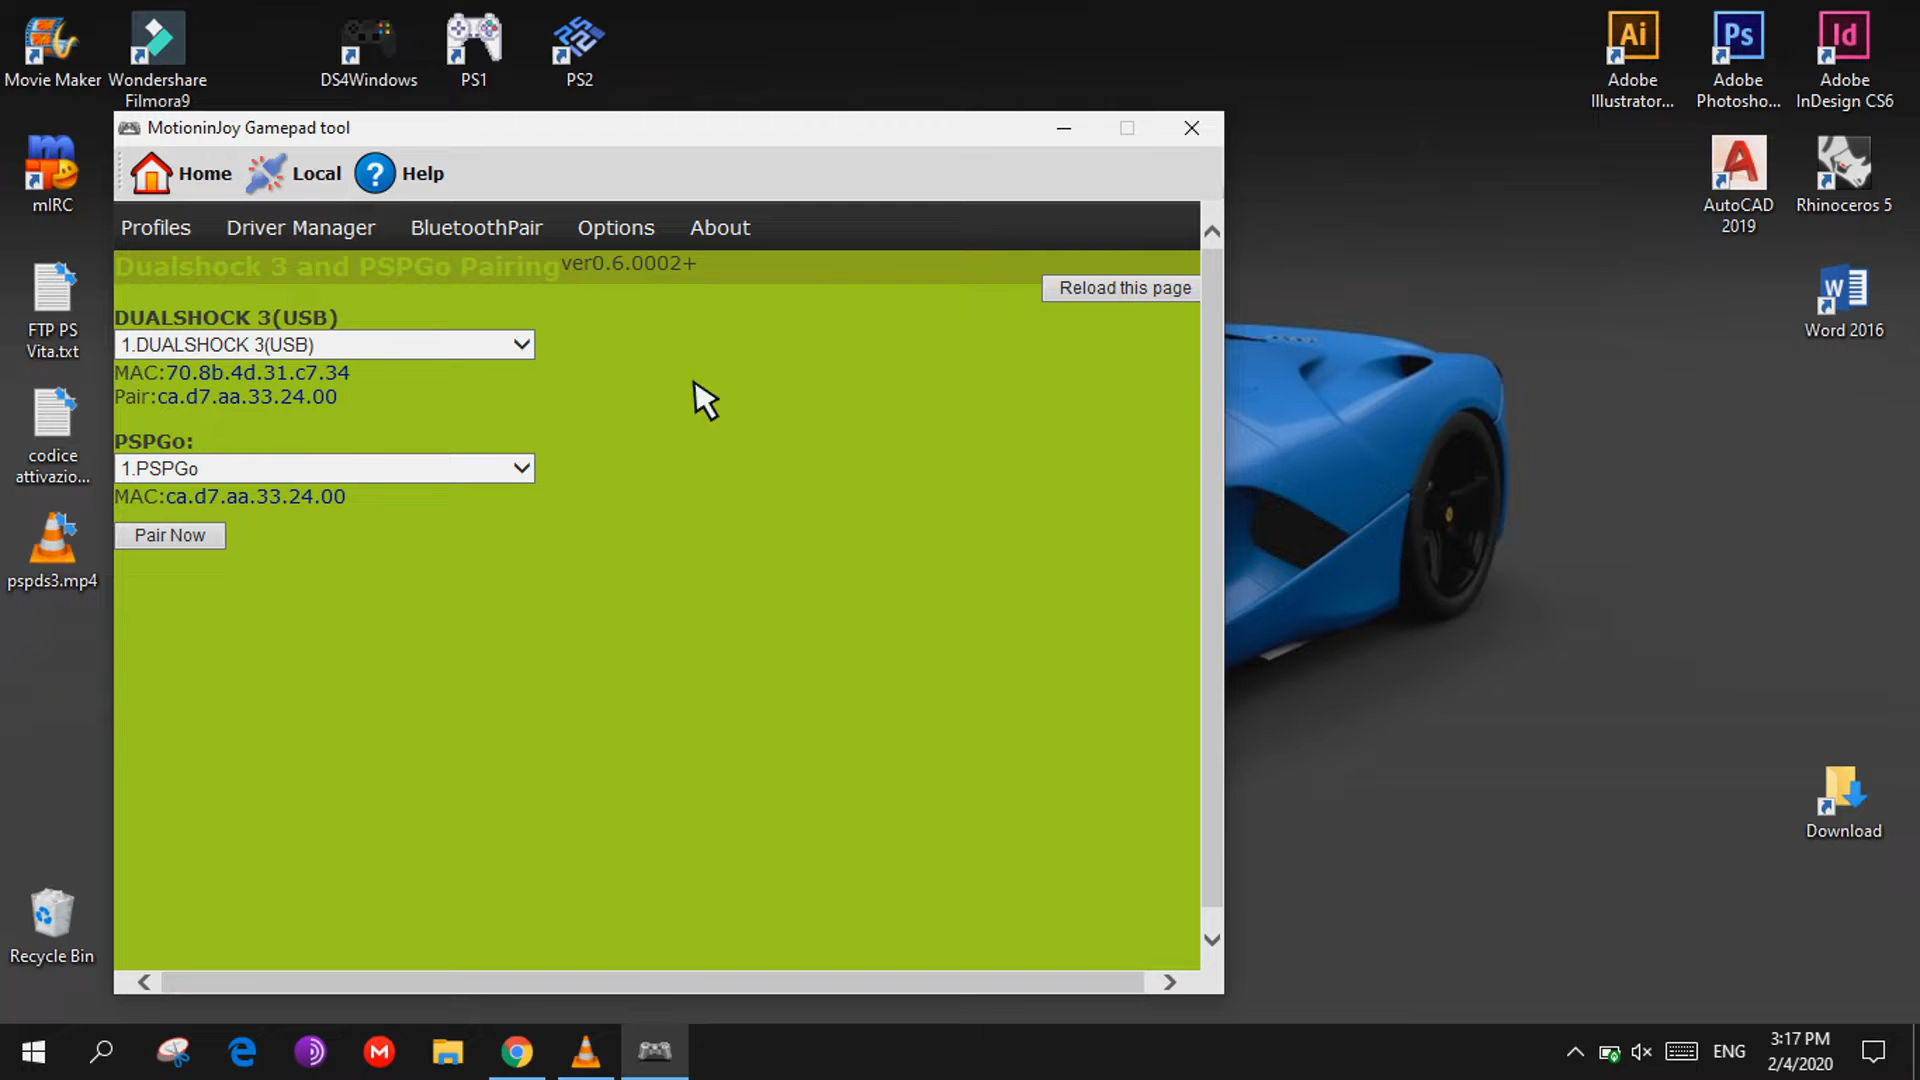 Movie Maker
Wondershare
Filmora9
DS4Windows
PS1
PS2
Ai
Adobe
Illustrator...
Ps
Adobe
Photosho...
Id
Adobe
InDesign CS6
mIRC
FTP PS
Vita.txt
codice
attivazio...
pspds3.mp4
Recycle Bin
AutoCAD
2019
Rhinoceros 5
Word 2016
Download
MotioninJoy Gamepad tool
Home
Local
Help
Profiles
Driver Manager
BluetoothPair
Options
About
Dualshock 3 and PSPGo Pairing ver0.6.0002+
Reload this page
DUALSHOCK 3(USB)
1.DUALSHOCK 3(USB)
MAC:70.8b.4d.31.c7.34
Pair:ca.d7.aa.33.24.00
PSPGo:
1.PSPGo
MAC:ca.d7.aa.33.24.00
Pair Now
ENG
3:17 PM
2/4/2020